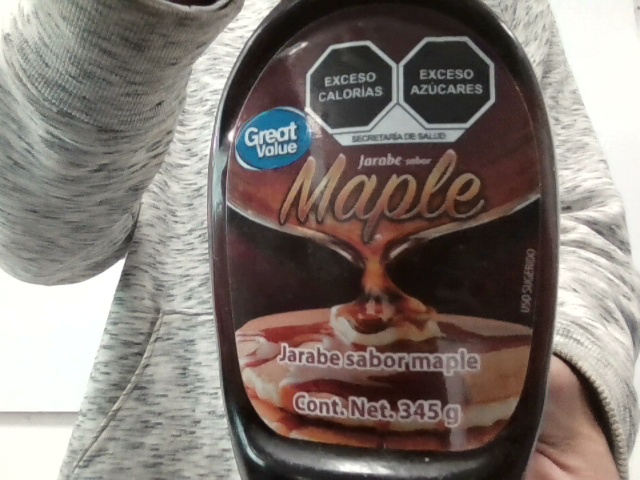 EXCESO
CALORÍAS
EXCESO
AZÚCARES
SECRETARÍA DE SALUD
Great
Value
Jarabe sabor
Maple
USO SUGERIDO
Jarabe sabor maple
Cont. Net. 345 g